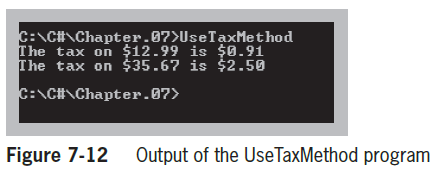 C:\C#\Chapter.07>UseTaxMethod
The tax on $12.99 is $0.91
The tax on $35.67 is $2.50
C:\C#\Chapter.07>
Figure 7-12 Output of the UseTaxMethod program